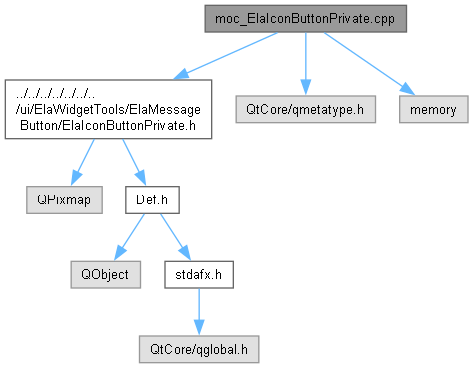 moc_ElaIconButtonPrivate.cpp
../../../../../../..
/ui/ElaWidgetTools/ElaMessage
Button/ElaIconButtonPrivate.h
QtCore/qmetatype.h
memory
QPixmap
Def.h
QObject
stdafx.h
QtCore/qglobal.h